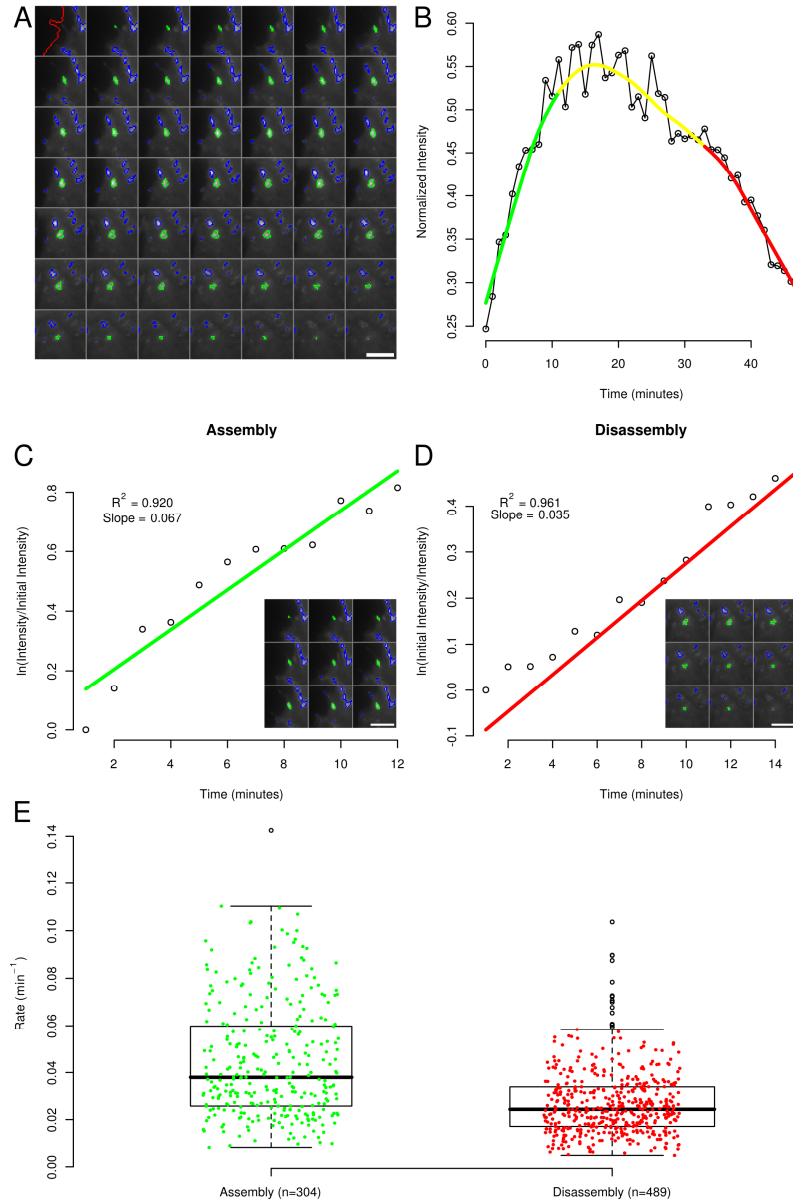 A
B
0.60
0.55
0.50
0.45
0.40
0.35
0.30
0.25
Normalized Intensity
0 10 20 30 40
Time (minutes)
C
Assembly
R² = 0.920
Slope = 0.067
0.8
0.6
0.4
0.2
0.0
ln(Intensity/Initial Intensity)
2 4 6 8 10 12
Time (minutes)
D
Disassembly
R² = 0.961
Slope = 0.035
0.4
0.3
0.2
0.1
0.0
-0.1
ln(Initial Intensity/Intensity)
2 4 6 8 10 12 14
Time (minutes)
E
0.14
0.12
0.10
0.08
0.06
0.04
0.02
0.00
Rate (min⁻¹)
Assembly (n=304) Disassembly (n=489)